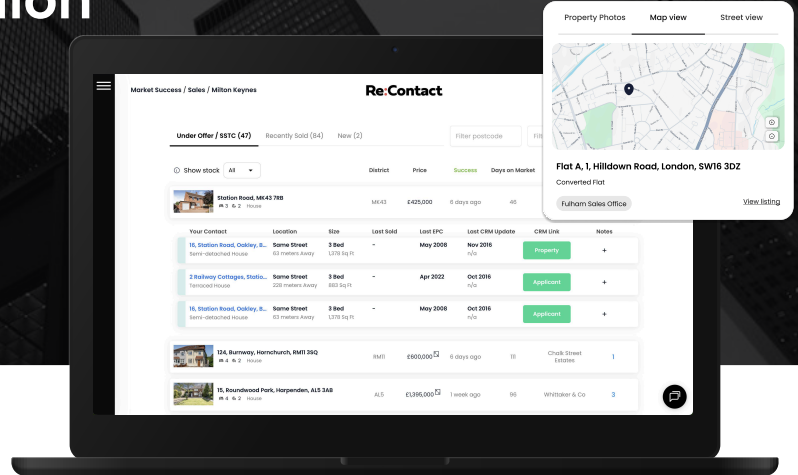 Property Photos Map view Street view
Flat A, 1, Hilldown Road, London, SW16 3DZ
Converted Flat
Fulham Sales Office View listing
Market Success / Sales / Milton Keynes
Re:Contact
Under Offer / SSTC (47) Recently Sold (84) New (2) Filter postcode
Show stock All District Price Success Days on Market
Station Road, MK43 7RB
3 2 House
MK43 £425,000 6 days ago 46
Your Contact Location Size Last Sold Last EPC Last CRM Update CRM Link Notes
16, Station Road, Oakley, B... Same Street 3 Bed - May 2008 Nov 2016 Property +
Semi-detached House 63 meters Away 1,378 Sq Ft n/a
2 Railway Cottages, Statio... Same Street 3 Bed - Apr 2022 Oct 2016 Applicant +
Terraced House 228 meters Away 883 Sq Ft n/a
16, Station Road, Oakley, B... Same Street 3 Bed - May 2008 Oct 2016 Applicant +
Semi-detached House 63 meters Away 1,378 Sq Ft n/a
124, Burnway, Hornchurch, RM11 3SQ
4 2 House
RM11 £600,000 6 days ago 111 Chalk Street Estates 1
15, Roundwood Park, Harpenden, AL5 3AB
4 2 House
AL5 £1,395,000 1 week ago 96 Whittaker & Co 3